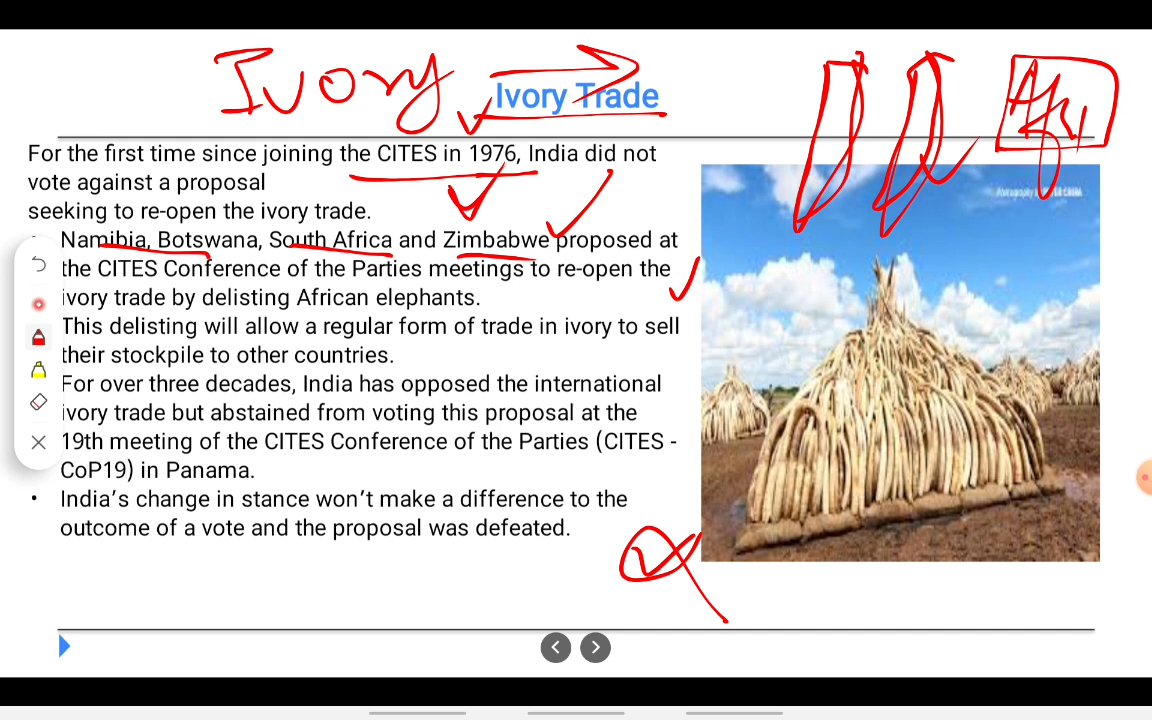 Ivory
Ivory Trade
For the first time since joining the CITES in 1976, India did not
vote against a proposal
seeking to re-open the ivory trade.
Namibia, Botswana, South Africa and Zimbabwe proposed at
the CITES Conference of the Parties meetings to re-open the
ivory trade by delisting African elephants.
This delisting will allow a regular form of trade in ivory to sell
their stockpile to other countries.
For over three decades, India has opposed the international
ivory trade but abstained from voting this proposal at the
19th meeting of the CITES Conference of the Parties (CITES -
CoP19) in Panama.
• India's change in stance won't make a difference to the
outcome of a vote and the proposal was defeated.